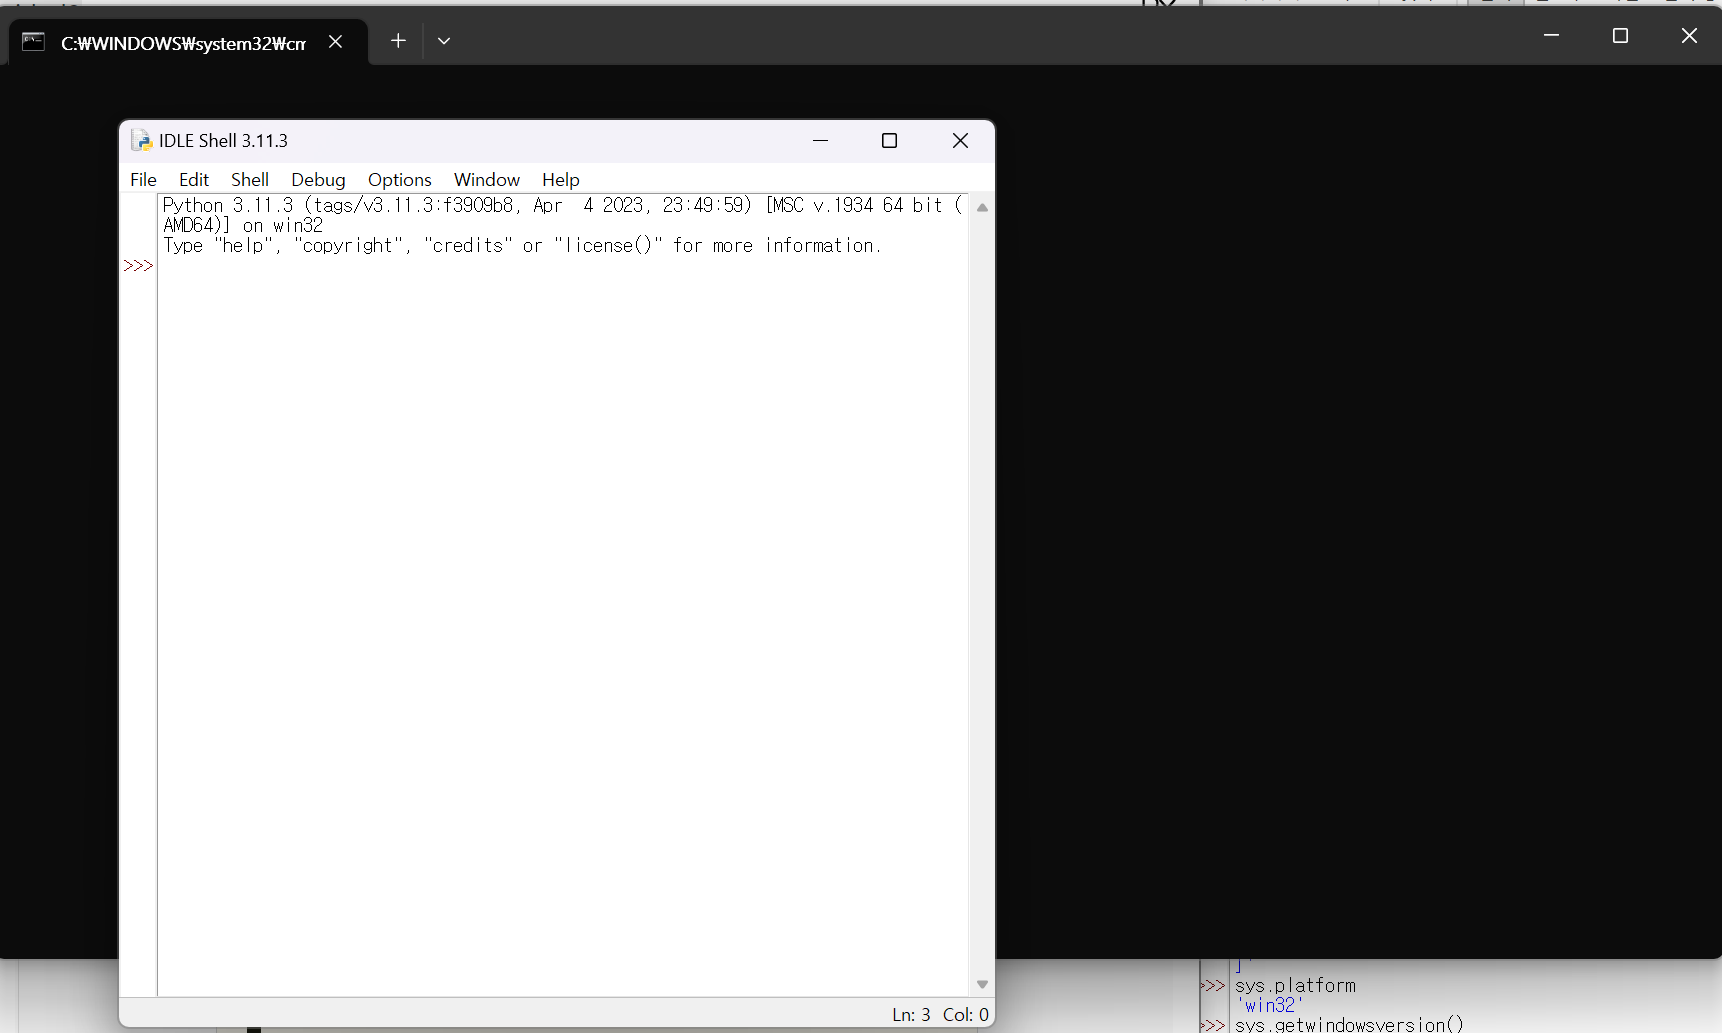 C:₩WINDOWS₩system32₩cm
IDLE Shell 3.11.3
File Edit Shell Debug Options Window Help
Python 3.11.3 (tags/v3.11.3:f3909b8, Apr  4 2023, 23:49:59) [MSC v.1934 64 bit (
AMD64)] on win32
Type "help", "copyright", "credits" or "license()" for more information.
>>>
Ln: 3 Col: 0
]'
>>> sys.platform
'win32'
>>> sys.getwindowsversion()